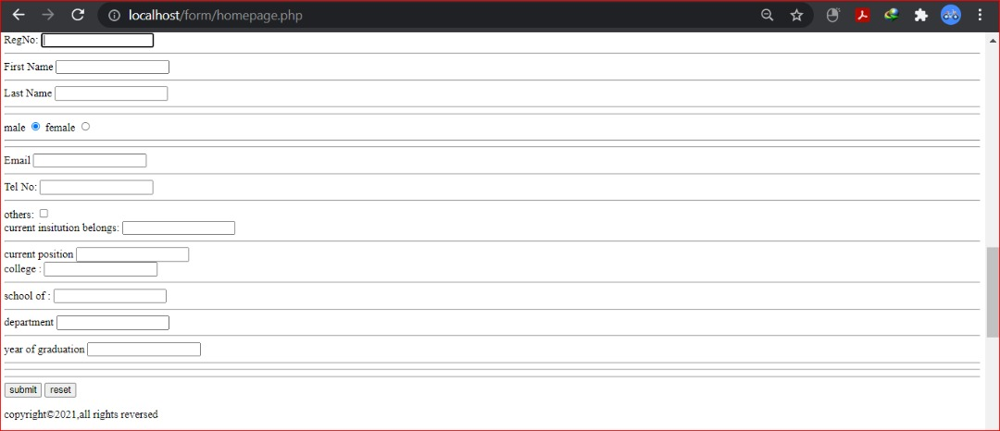 localhost/form/homepage.php
RegNo:
First Name
Last Name
male female
Email
Tel No:
others:
current insitution belongs:
current position
college :
school of :
department
year of graduation
submit reset
copyright©2021,all rights reversed